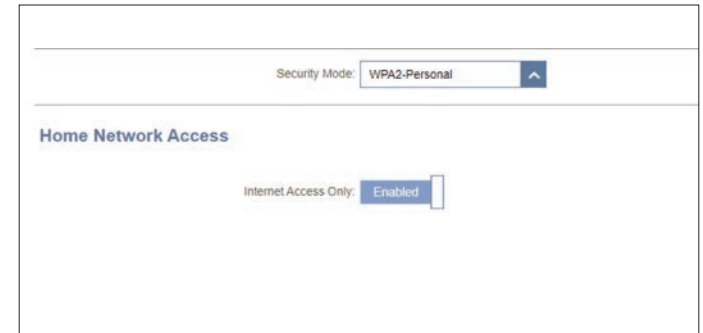 Security Mode: WPA2-Personal
Home Network Access
Internet Access Only: Enabled